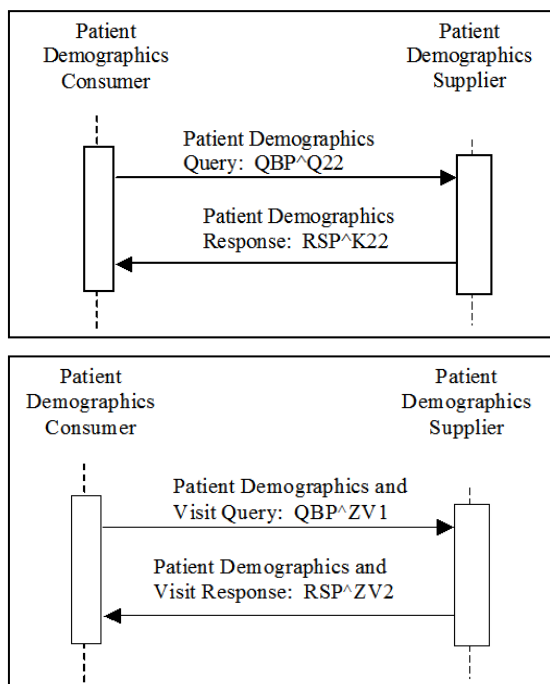 Patient
Demographics
Consumer
Patient
Demographics
Supplier
Patient Demographics
Query: QBP^Q22
Patient Demographics
Response: RSP^K22
Patient
Demographics
Consumer
Patient
Demographics
Supplier
Patient Demographics and
Visit Query: QBP^ZV1
Patient Demographics and
Visit Response: RSP^ZV2